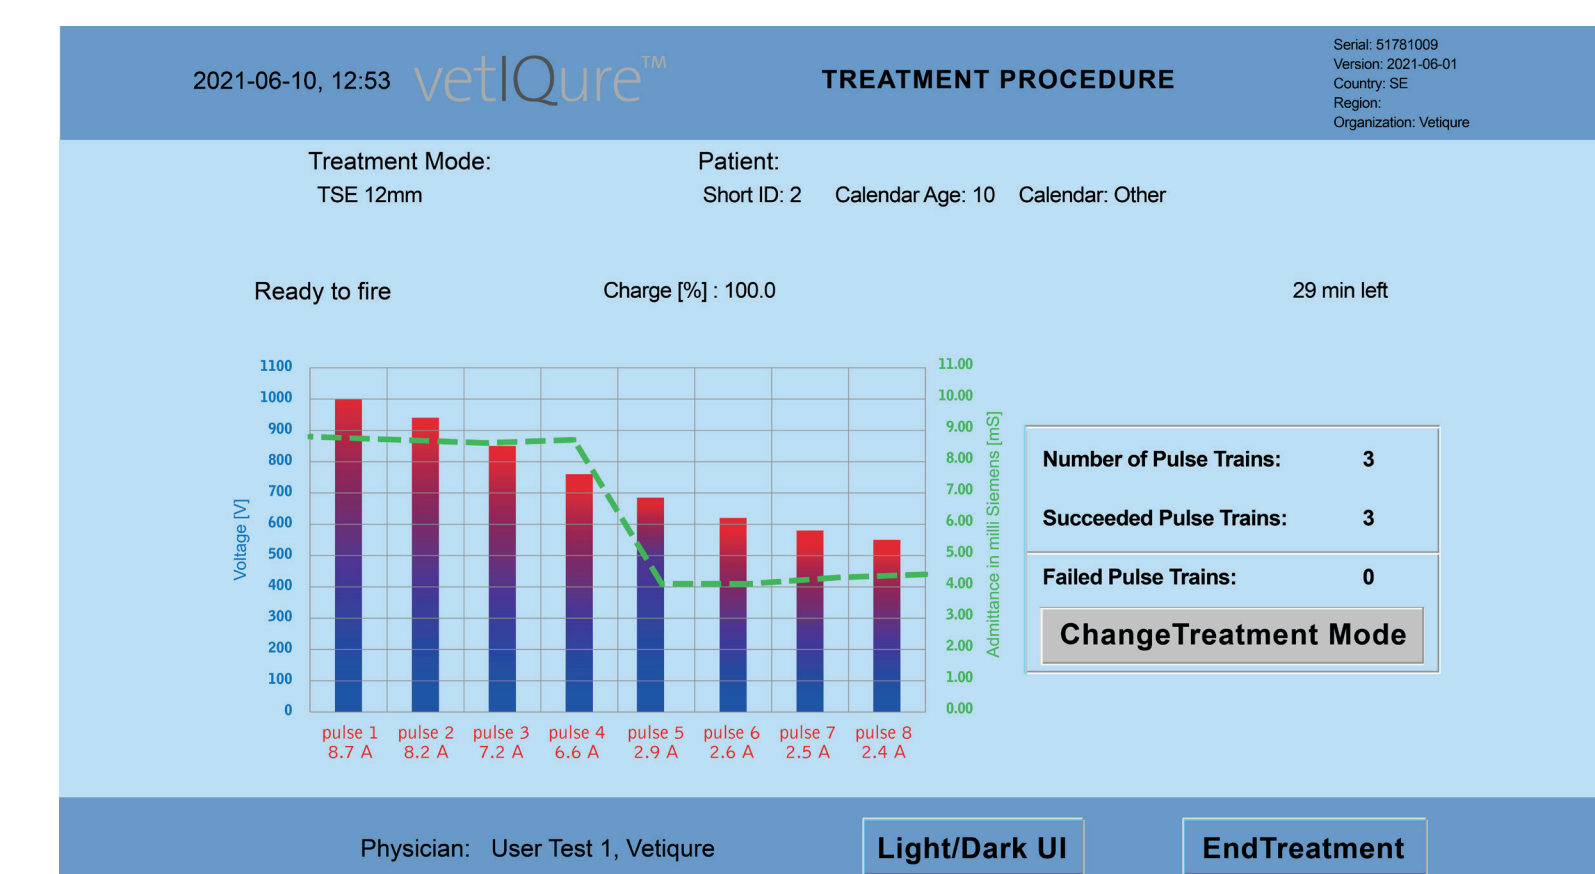 2021-06-10, 12:53 vetIQure™ TREATMENT PROCEDURE
Serial: 51781009
Version: 2021-06-01
Country: SE
Region:
Organization: Vetiqure
Treatment Mode:
TSE 12mm
Patient:
Short ID: 2 Calendar Age: 10 Calendar: Other
Ready to fire Charge [%] : 100.0 29 min left
Voltage [V]
1100
1000
900
800
700
600
500
400
300
200
100
0
11.00
10.00
9.00
8.00
7.00
6.00
5.00
4.00
3.00
2.00
1.00
0.00
Admittance in milli Siemens [mS]
pulse 1 pulse 2 pulse 3 pulse 4 pulse 5 pulse 6 pulse 7 pulse 8
8.7 A 8.2 A 7.2 A 6.6 A 2.9 A 2.6 A 2.5 A 2.4 A
Number of Pulse Trains: 3
Succeeded Pulse Trains: 3
Failed Pulse Trains: 0
ChangeTreatment Mode
Physician: User Test 1, Vetiqure Light/Dark UI EndTreatment